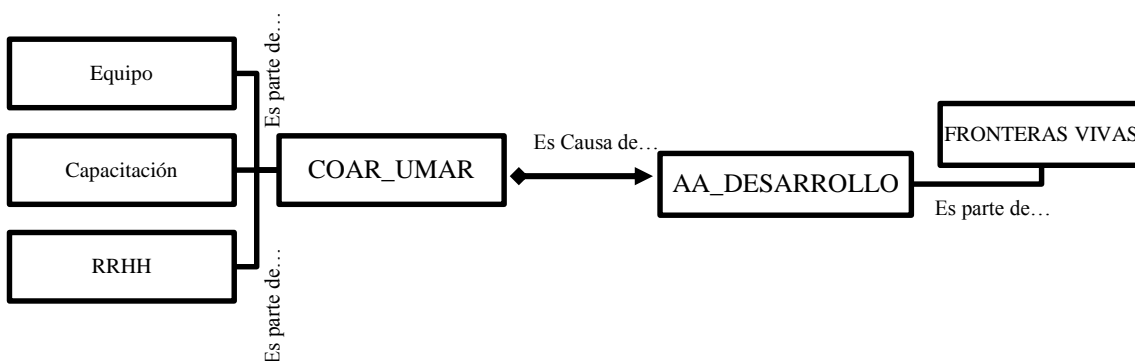 Equipo
Capacitación
RRHH
Es parte de…
Es parte de…
COAR_UMAR
Es Causa de…
AA_DESARROLLO
FRONTERAS VIVAS
Es parte de…